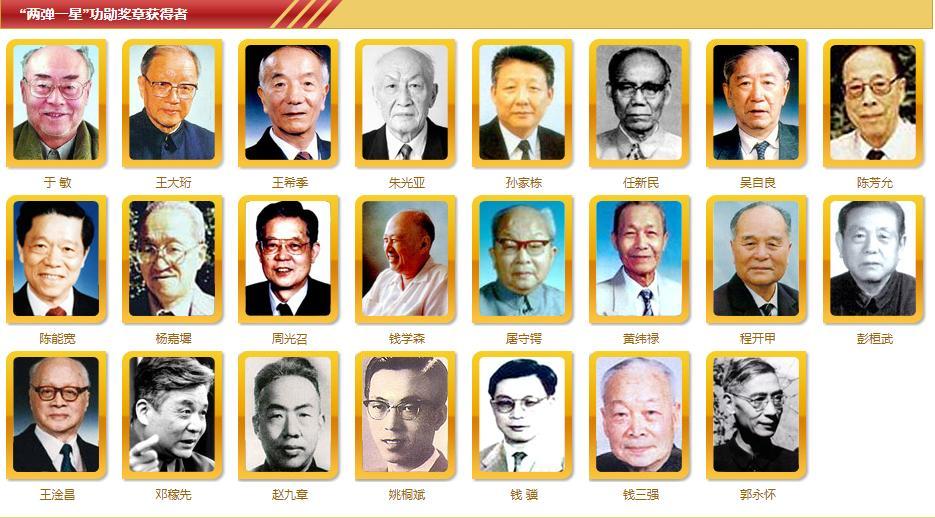 “两弹一星”功勋奖章获得者
于 敏 王大珩 王希季 朱光亚 孙家栋 任新民 吴自良 陈芳允
陈能宽 杨嘉墀 周光召 钱学森 屠守锷 黄纬禄 程开甲 彭桓武
王淦昌 邓稼先 赵九章 姚桐斌 钱 骥 钱三强 郭永怀